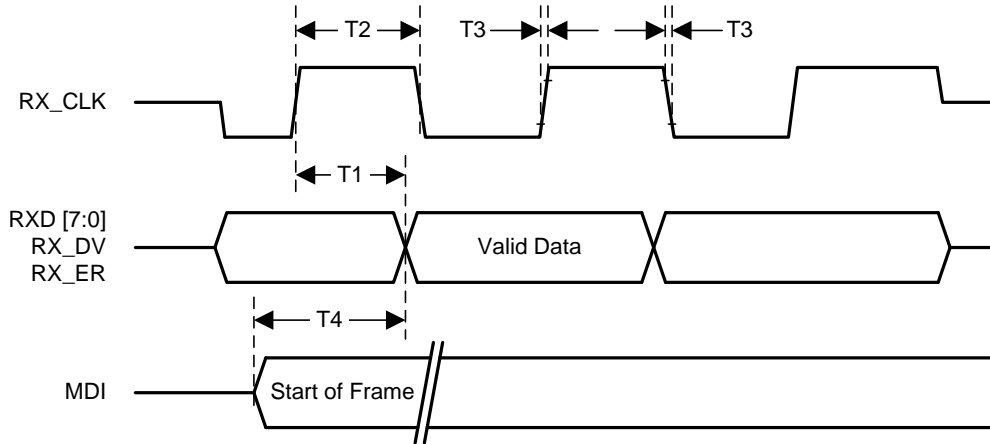 T2
T3
T3
RX_CLK
T1
RXD [7:0]
RX_DV
Valid Data
RX_ER
T4
MDI
Start of Frame